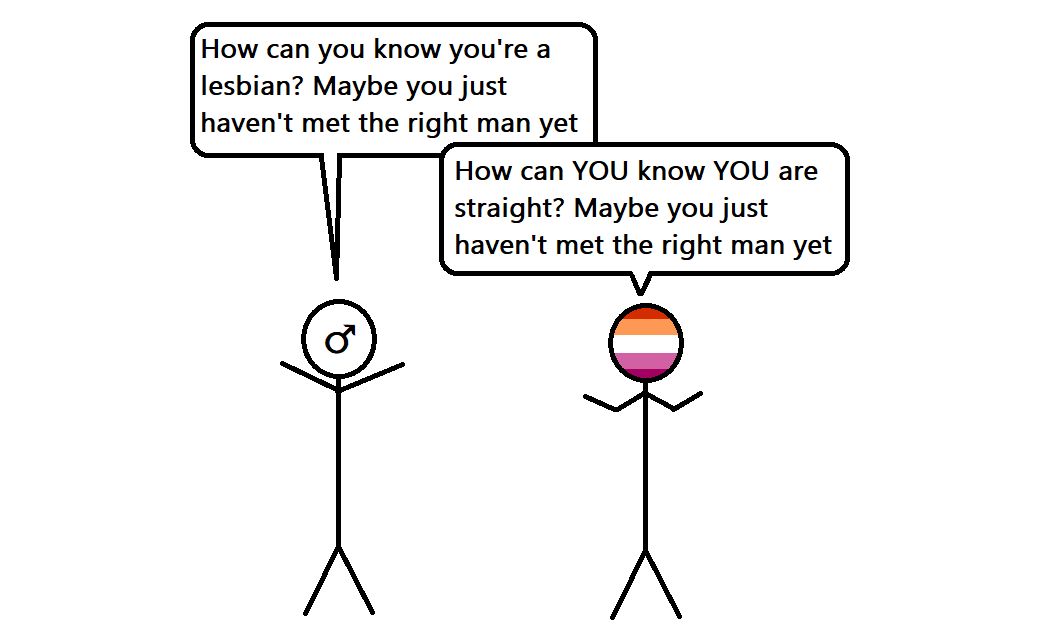 How can you know you're a
lesbian? Maybe you just
haven't met the right man yet
How can YOU know YOU are
straight? Maybe you just
haven't met the right man yet
♂